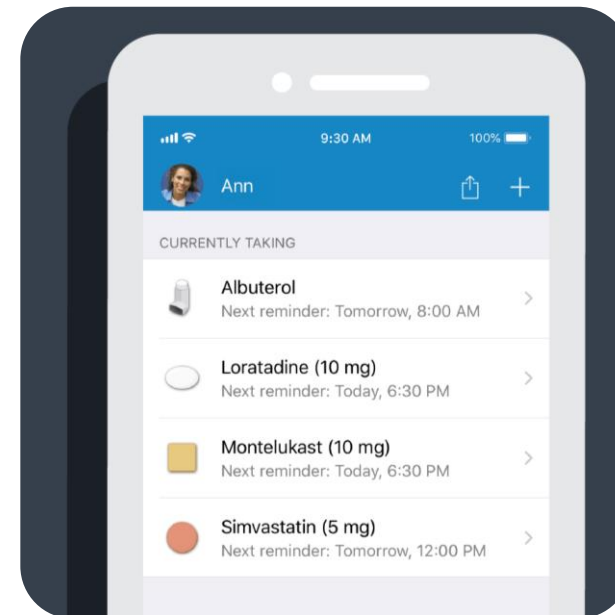 9:30 AM
100%
Ann
CURRENTLY TAKING
Albuterol
Next reminder: Tomorrow, 8:00 AM
Loratadine (10 mg)
Next reminder: Today, 6:30 PM
Montelukast (10 mg)
Next reminder: Today, 6:30 PM
Simvastatin (5 mg)
Next reminder: Tomorrow, 12:00 PM